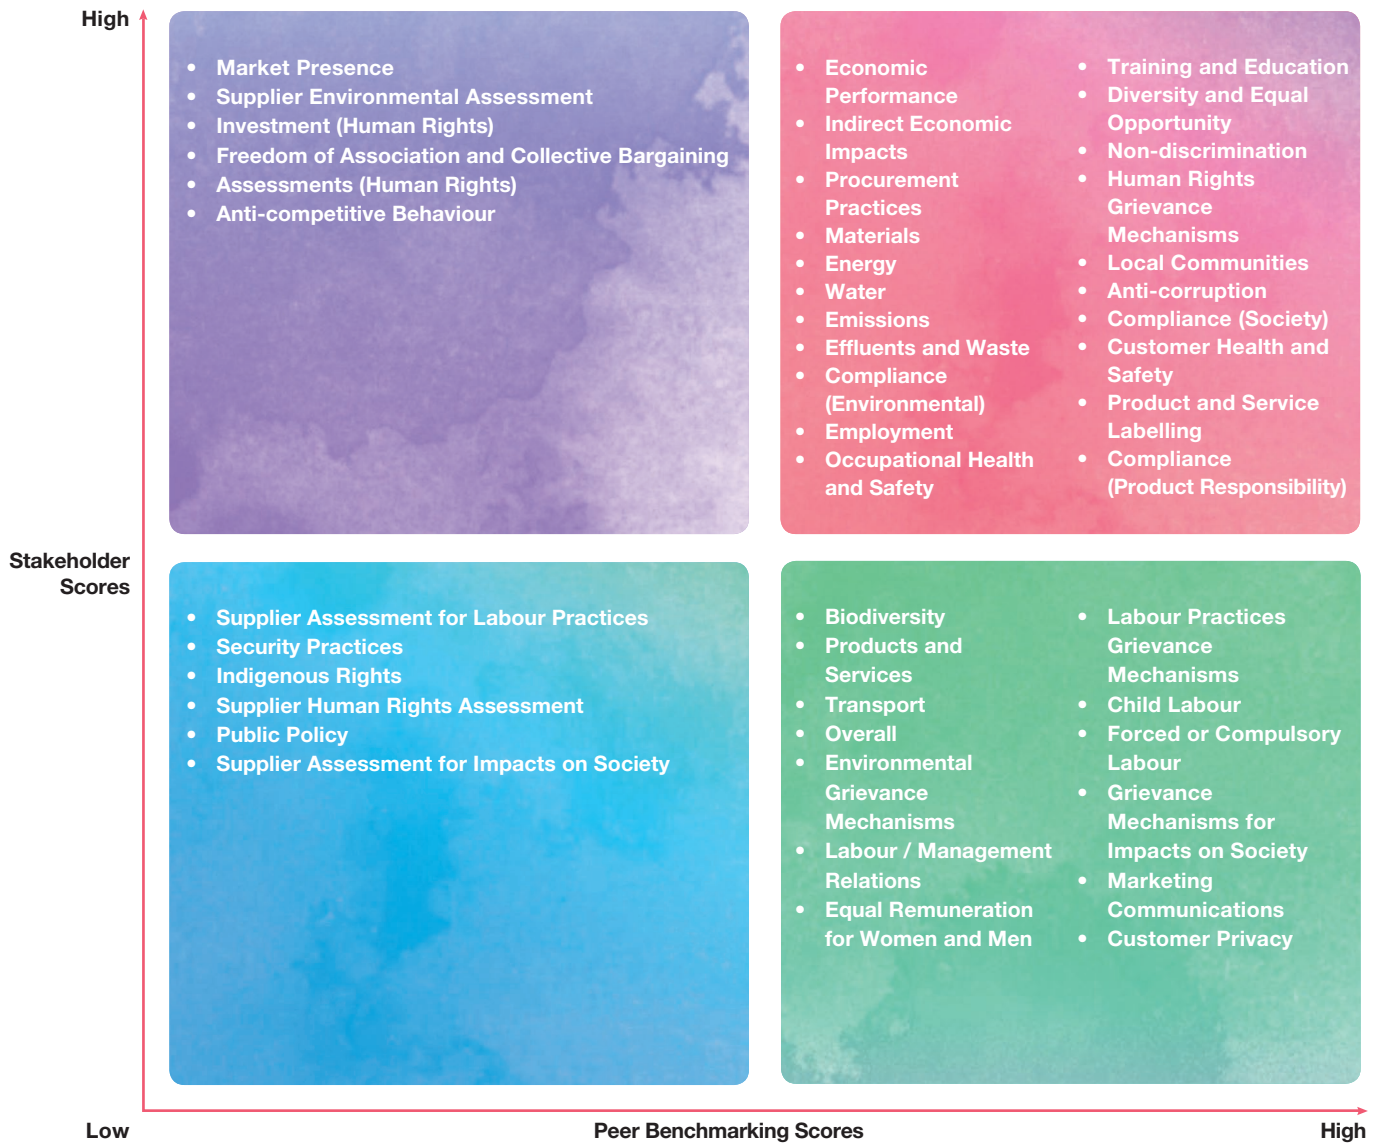 High
• Market Presence
• Supplier Environmental Assessment
• Investment (Human Rights)
• Freedom of Association and Collective Bargaining
• Assessments (Human Rights)
• Anti-competitive Behaviour
• Economic
Performance
• Indirect Economic
Impacts
• Procurement
Practices
• Materials
• Energy
• Water
• Emissions
• Effluents and Waste
• Compliance
(Environmental)
• Employment
• Occupational Health
and Safety
• Training and Education
• Diversity and Equal
Opportunity
• Non-discrimination
• Human Rights
Grievance
Mechanisms
• Local Communities
• Anti-corruption
• Compliance (Society)
• Customer Health and
Safety
• Product and Service
Labelling
• Compliance
(Product Responsibility)
Stakeholder
Scores
• Supplier Assessment for Labour Practices
• Security Practices
• Indigenous Rights
• Supplier Human Rights Assessment
• Public Policy
• Supplier Assessment for Impacts on Society
• Biodiversity
• Products and
Services
• Transport
• Overall
• Environmental
Grievance
Mechanisms
• Labour / Management
Relations
• Equal Remuneration
for Women and Men
• Labour Practices
Grievance
Mechanisms
• Child Labour
• Forced or Compulsory
Labour
• Grievance
Mechanisms for
Impacts on Society
• Marketing
Communications
• Customer Privacy
Low
Peer Benchmarking Scores
High